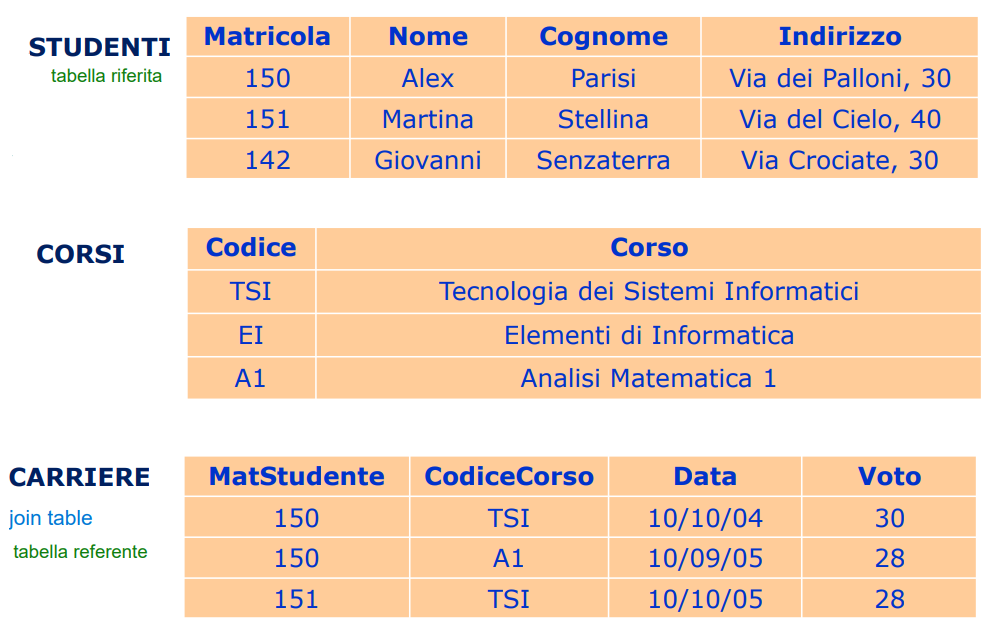 STUDENTI
tabella riferita
Matricola Nome Cognome Indirizzo
150 Alex Parisi Via dei Palloni, 30
151 Martina Stellina Via del Cielo, 40
142 Giovanni Senzaterra Via Crociate, 30
CORSI
Codice Corso
TSI Tecnologia dei Sistemi Informatici
EI Elementi di Informatica
A1 Analisi Matematica 1
CARRIERE
join table
tabella referente
MatStudente CodiceCorso Data Voto
150 TSI 10/10/04 30
150 A1 10/09/05 28
151 TSI 10/10/05 28